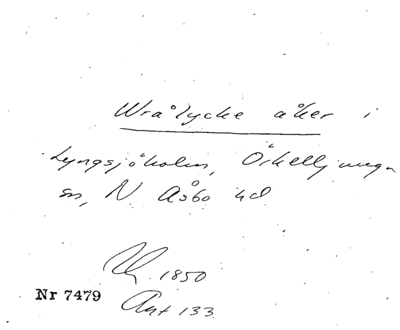 Wrålycke åker i
Lyngsjöholm, Örkelljunga
sn, N. Åsbo hd
1850
Nr 7479
Akt 133